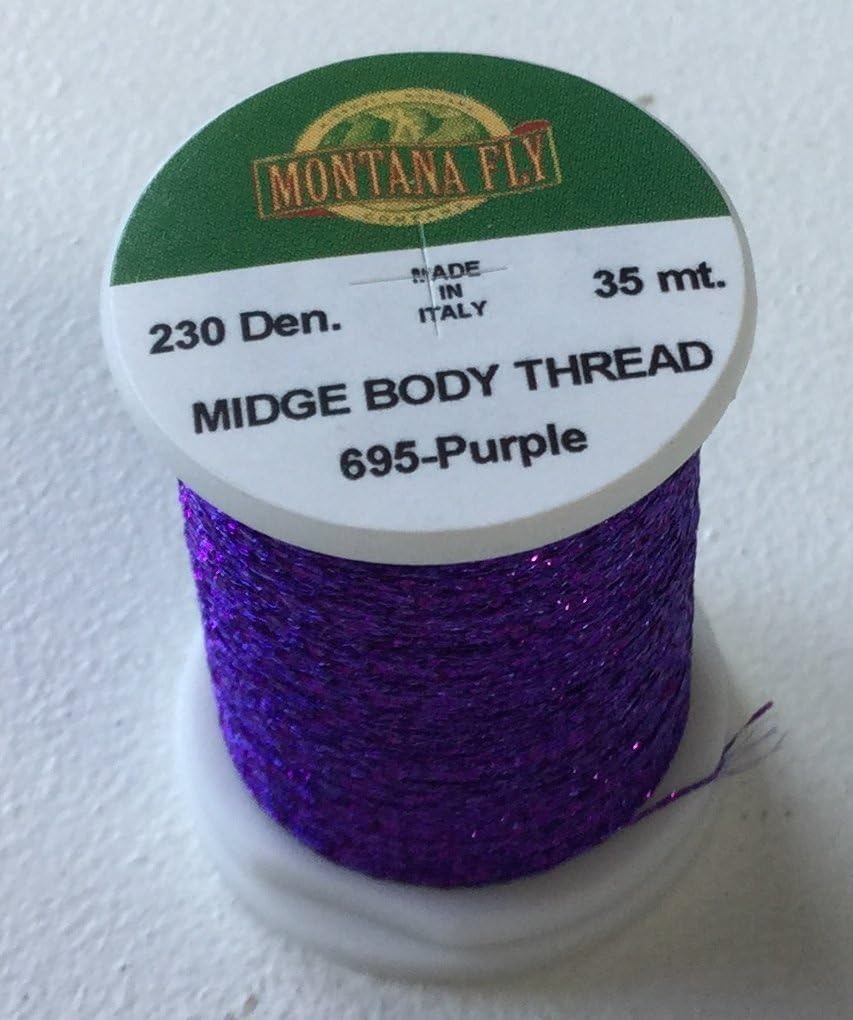 MONTANA FLY
230 Den.
MADE
IN
ITALY
35 mt.
MIDGE BODY THREAD
695-Purple